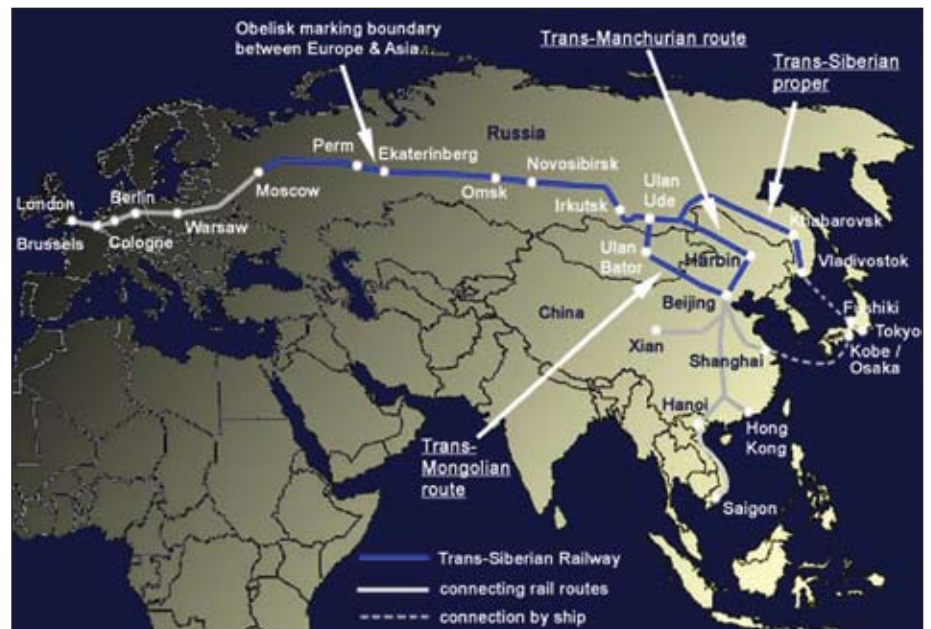 Obelisk marking boundary
between Europe & Asia...
Trans-Manchurian route
Trans-Siberian
proper
Russia
Perm
Ekaterinberg
Novosibirsk
Omsk
Moscow
Ulan
Ude
Irkutsk
Khabarovsk
London
Berlin
Brussels
Cologne
Warsaw
Ulan
Bator
Harbin
Vladivostok
Beijing
China
Fushiki
Tokyo
Xian
Shanghai
Kobe /
Osaka
Hanoi
Hong
Kong
Trans-
Mongolian
route
Saigon
Trans-Siberian Railway
connecting rail routes
connection by ship